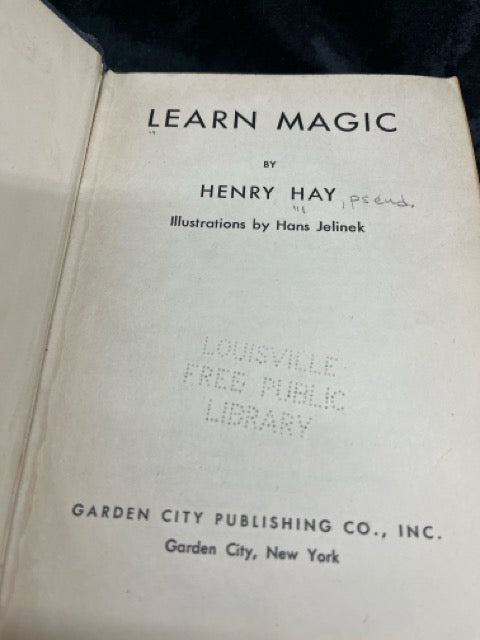 LEARN MAGIC
BY
HENRY HAY, pseud.
Illustrations by Hans Jelinek
LOUISVILLE
FREE PUBLIC
LIBRARY
GARDEN CITY PUBLISHING CO., INC.
Garden City, New York